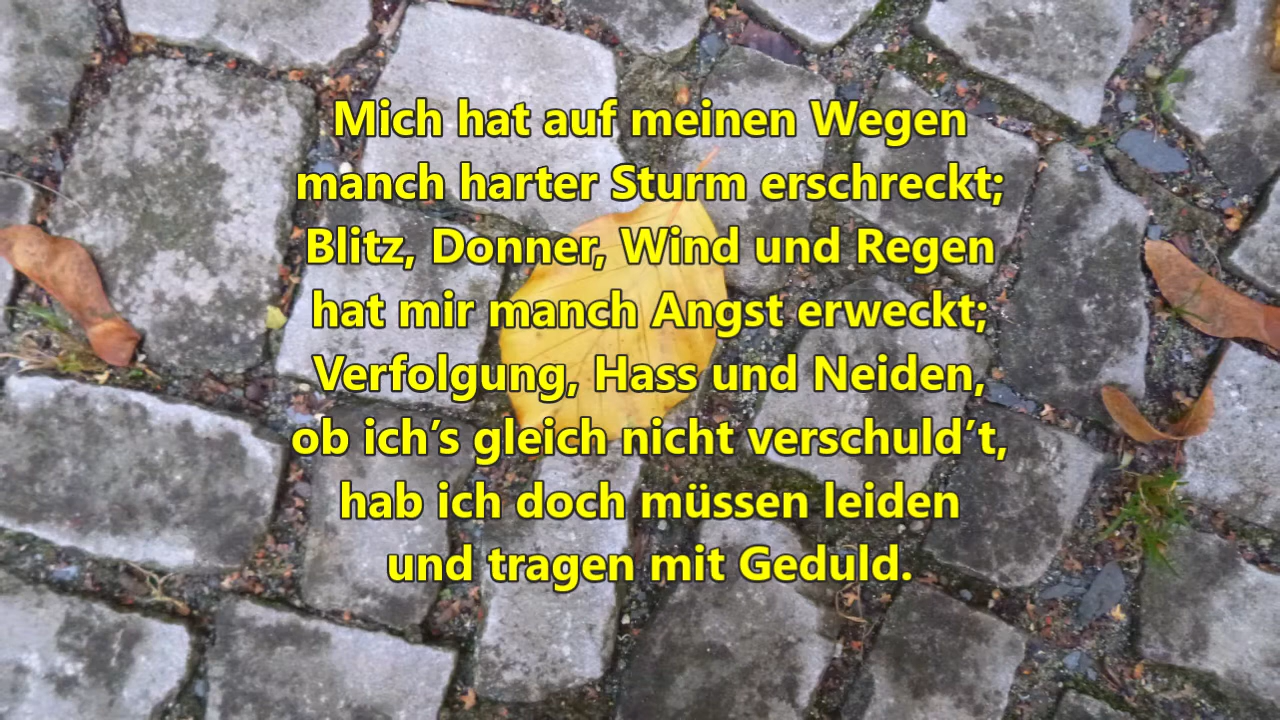 Mich hat auf meinen Wegen
manch harter Sturm erschreckt;
Blitz, Donner, Wind und Regen
hat mir manch Angst erweckt;
Verfolgung, Hass und Neiden,
ob ich’s gleich nicht verschuld’t,
hab ich doch müssen leiden
und tragen mit Geduld.